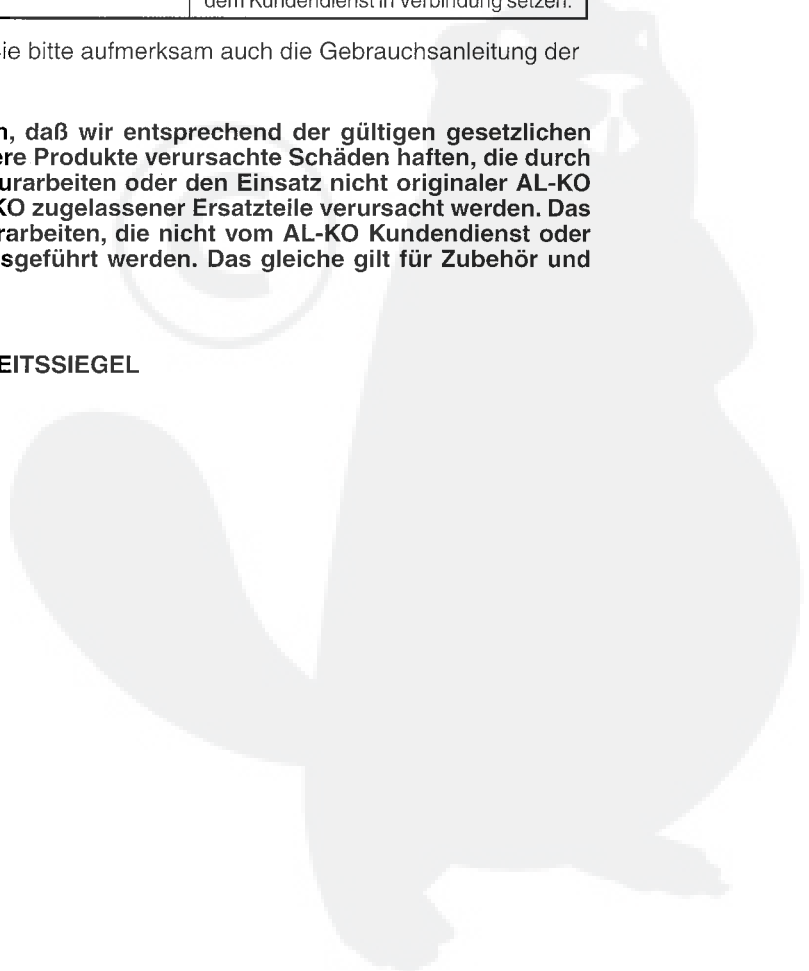 dem Kundendienst in Verbindung setzen.
ie bitte aufmerksam auch die Gebrauchsanleitung der
n, daß wir entsprechend der gültigen gesetzlichen
re Produkte verursachte Schäden haften, die durch
urarbeiten oder den Einsatz nicht originaler AL-KO
KO zugelassener Ersatzteile verursacht werden. Das
rarbeiten, die nicht vom AL-KO Kundendienst oder
sgeführt werden. Das gleiche gilt für Zubehör und
EITSSIEGEL
©